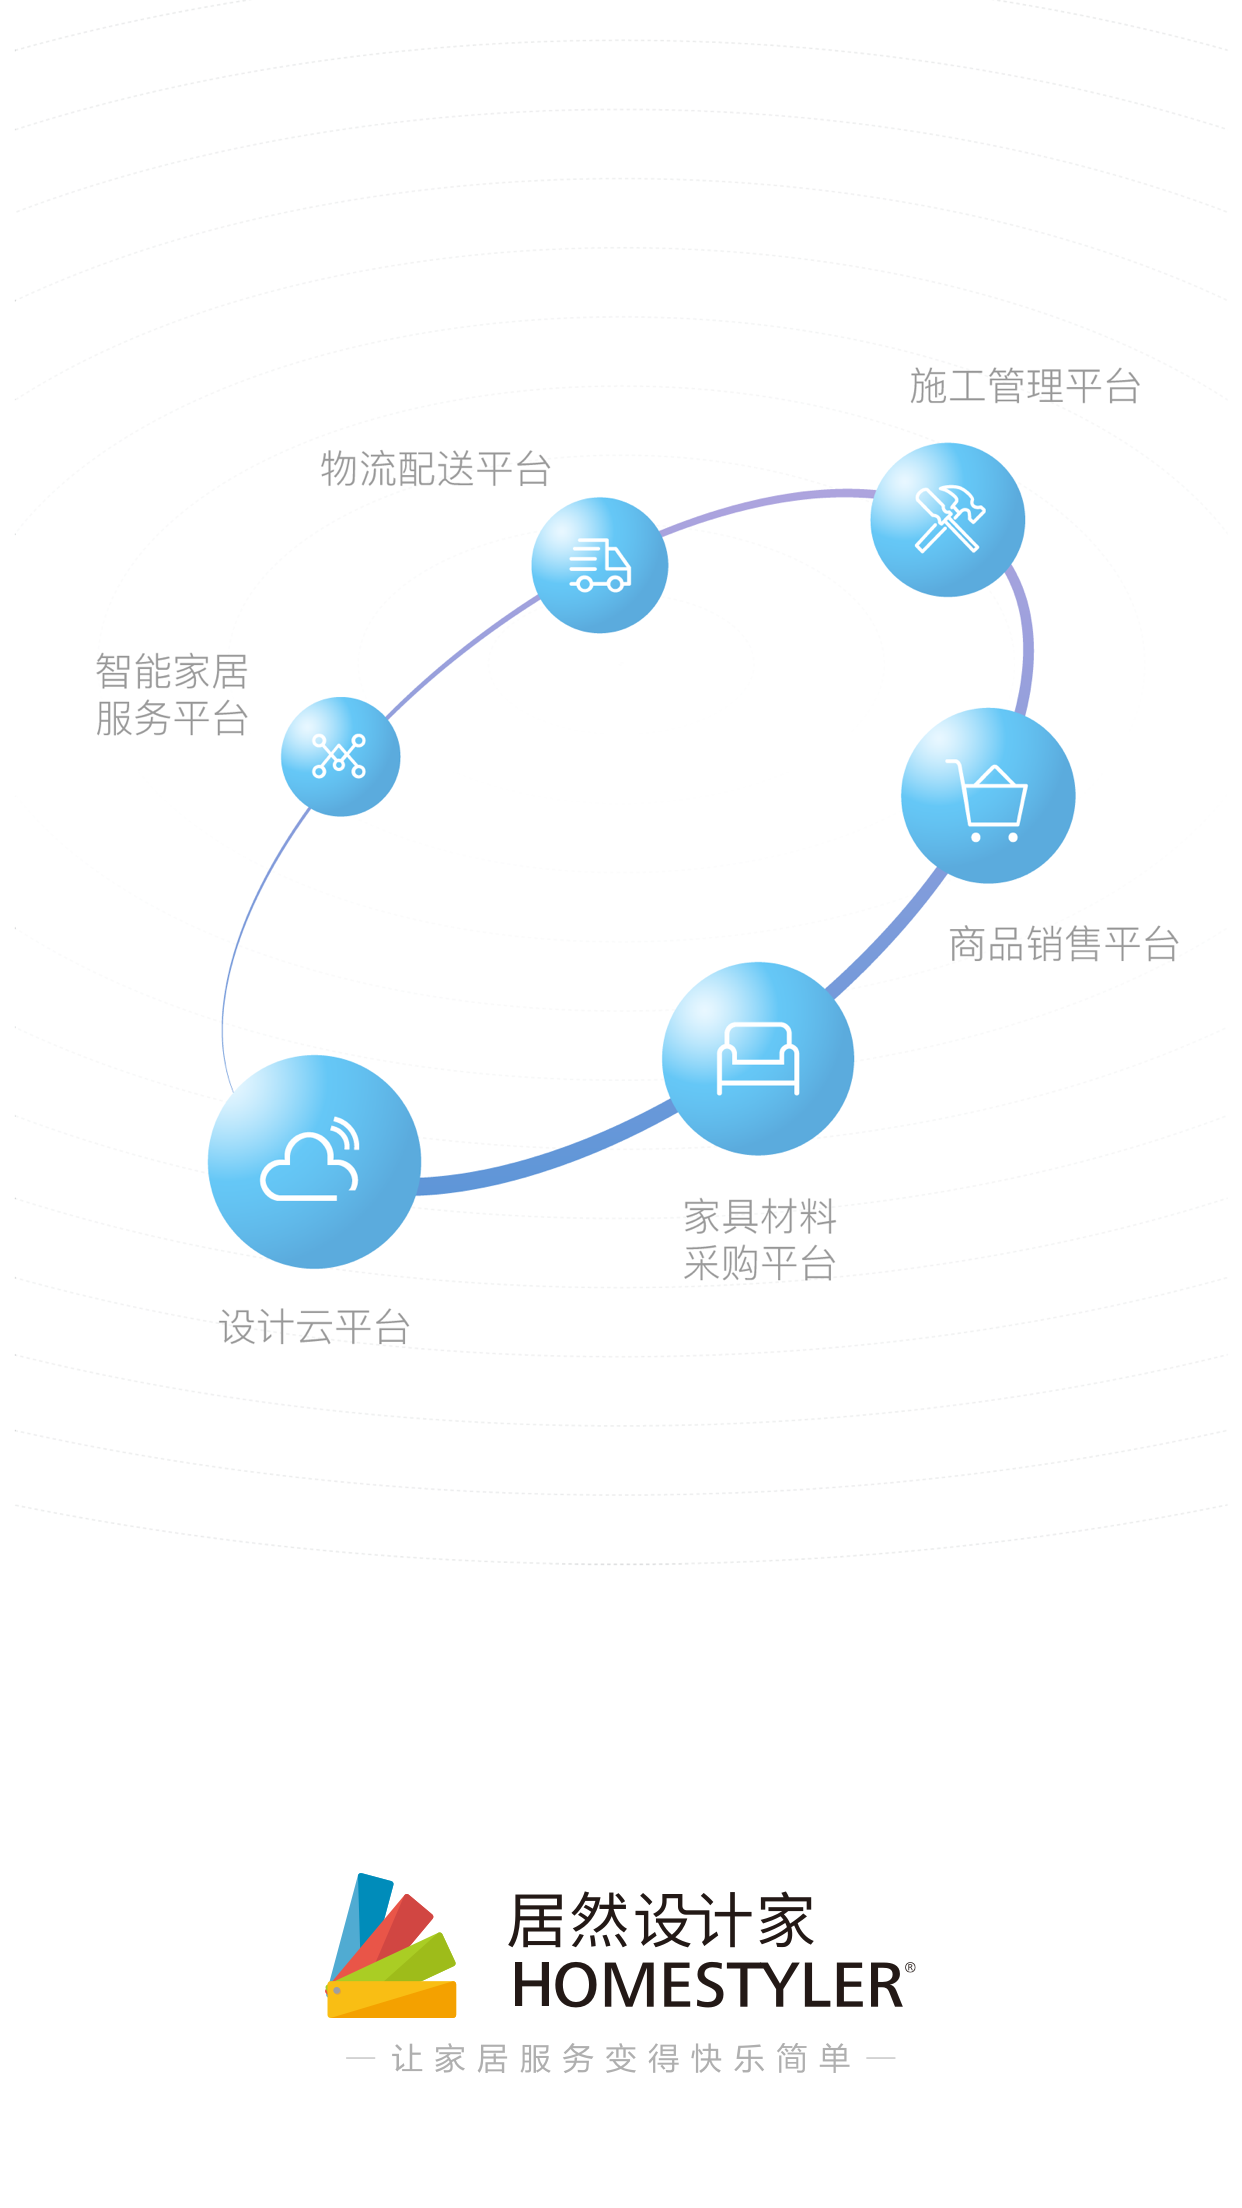 施工管理平台
物流配送平台
智能家居
服务平台
商品销售平台
家具材料
采购平台
设计云平台
居然设计家
HOMESTYLER®
让家居服务变得快乐简单